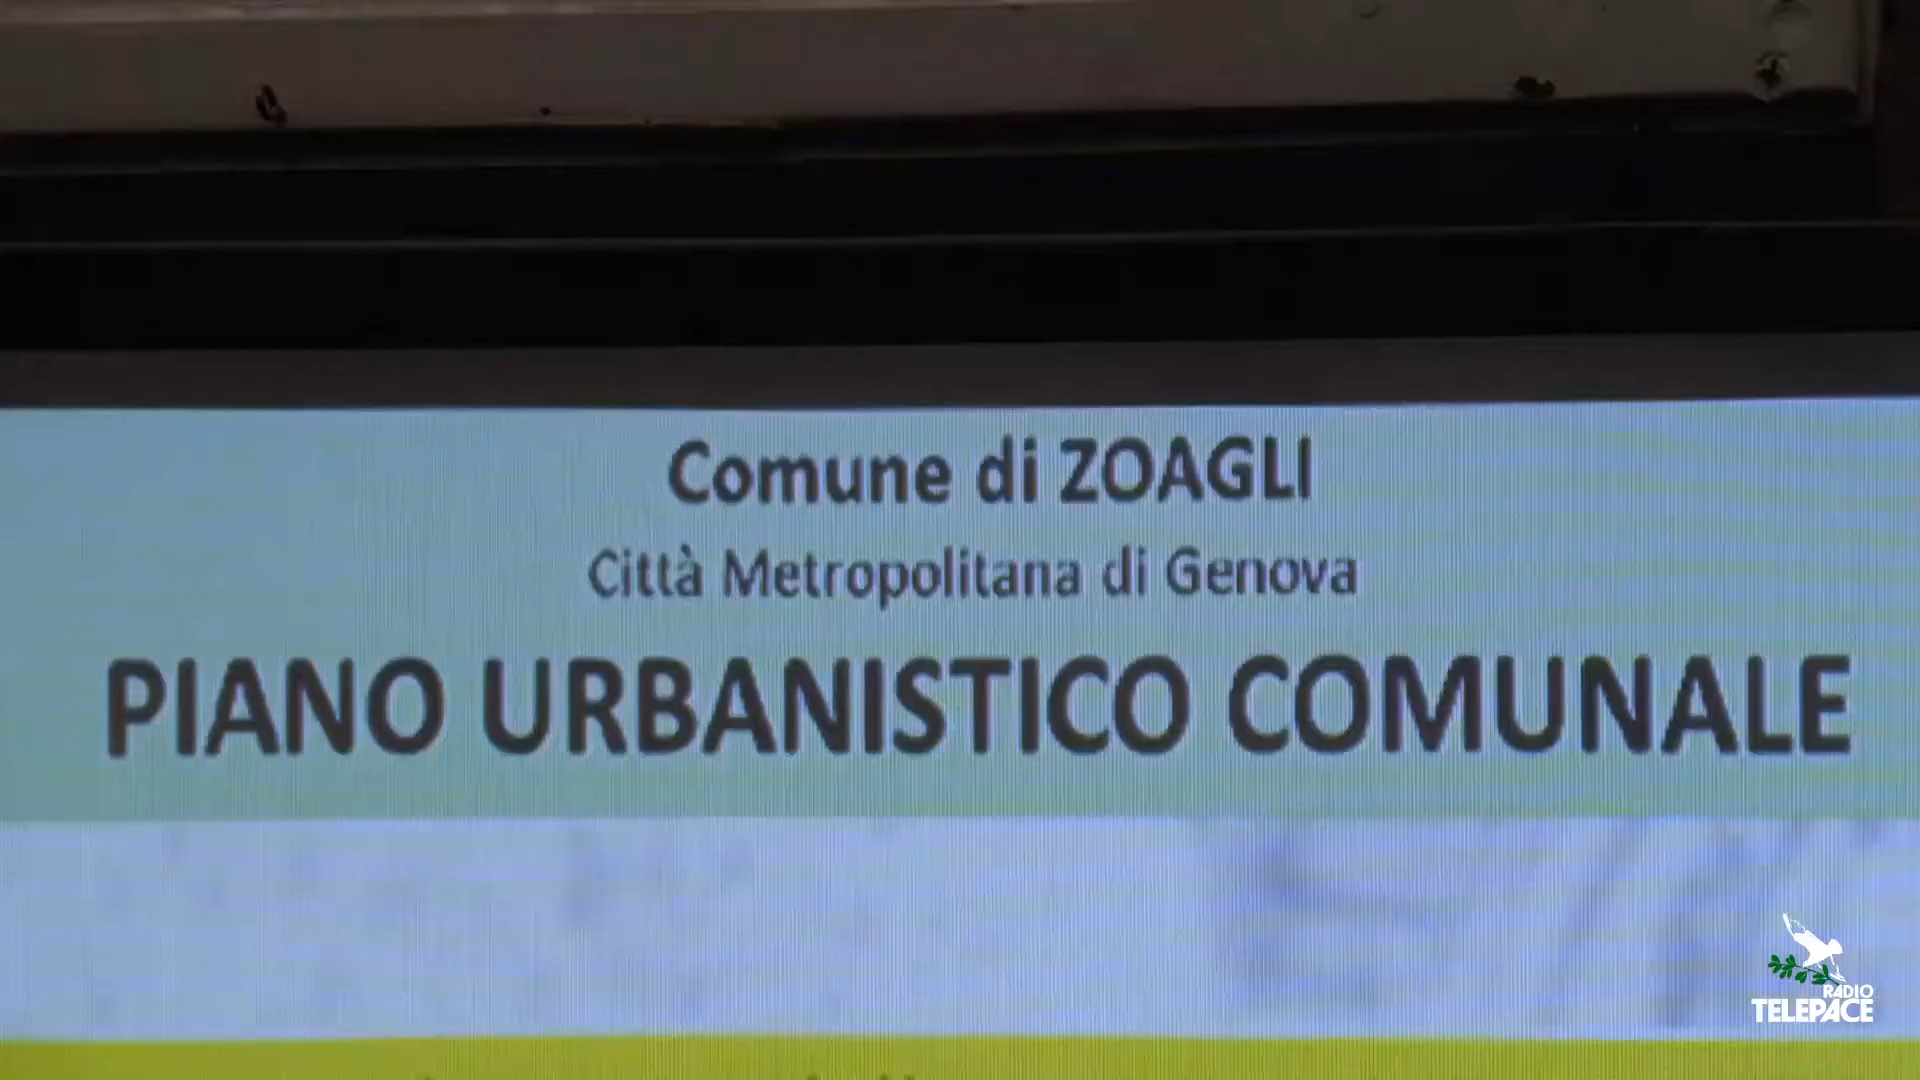 Comune di ZOAGLI
Città Metropolitana di Genova
PIANO URBANISTICO COMUNALE
RADIO
TELEPACE